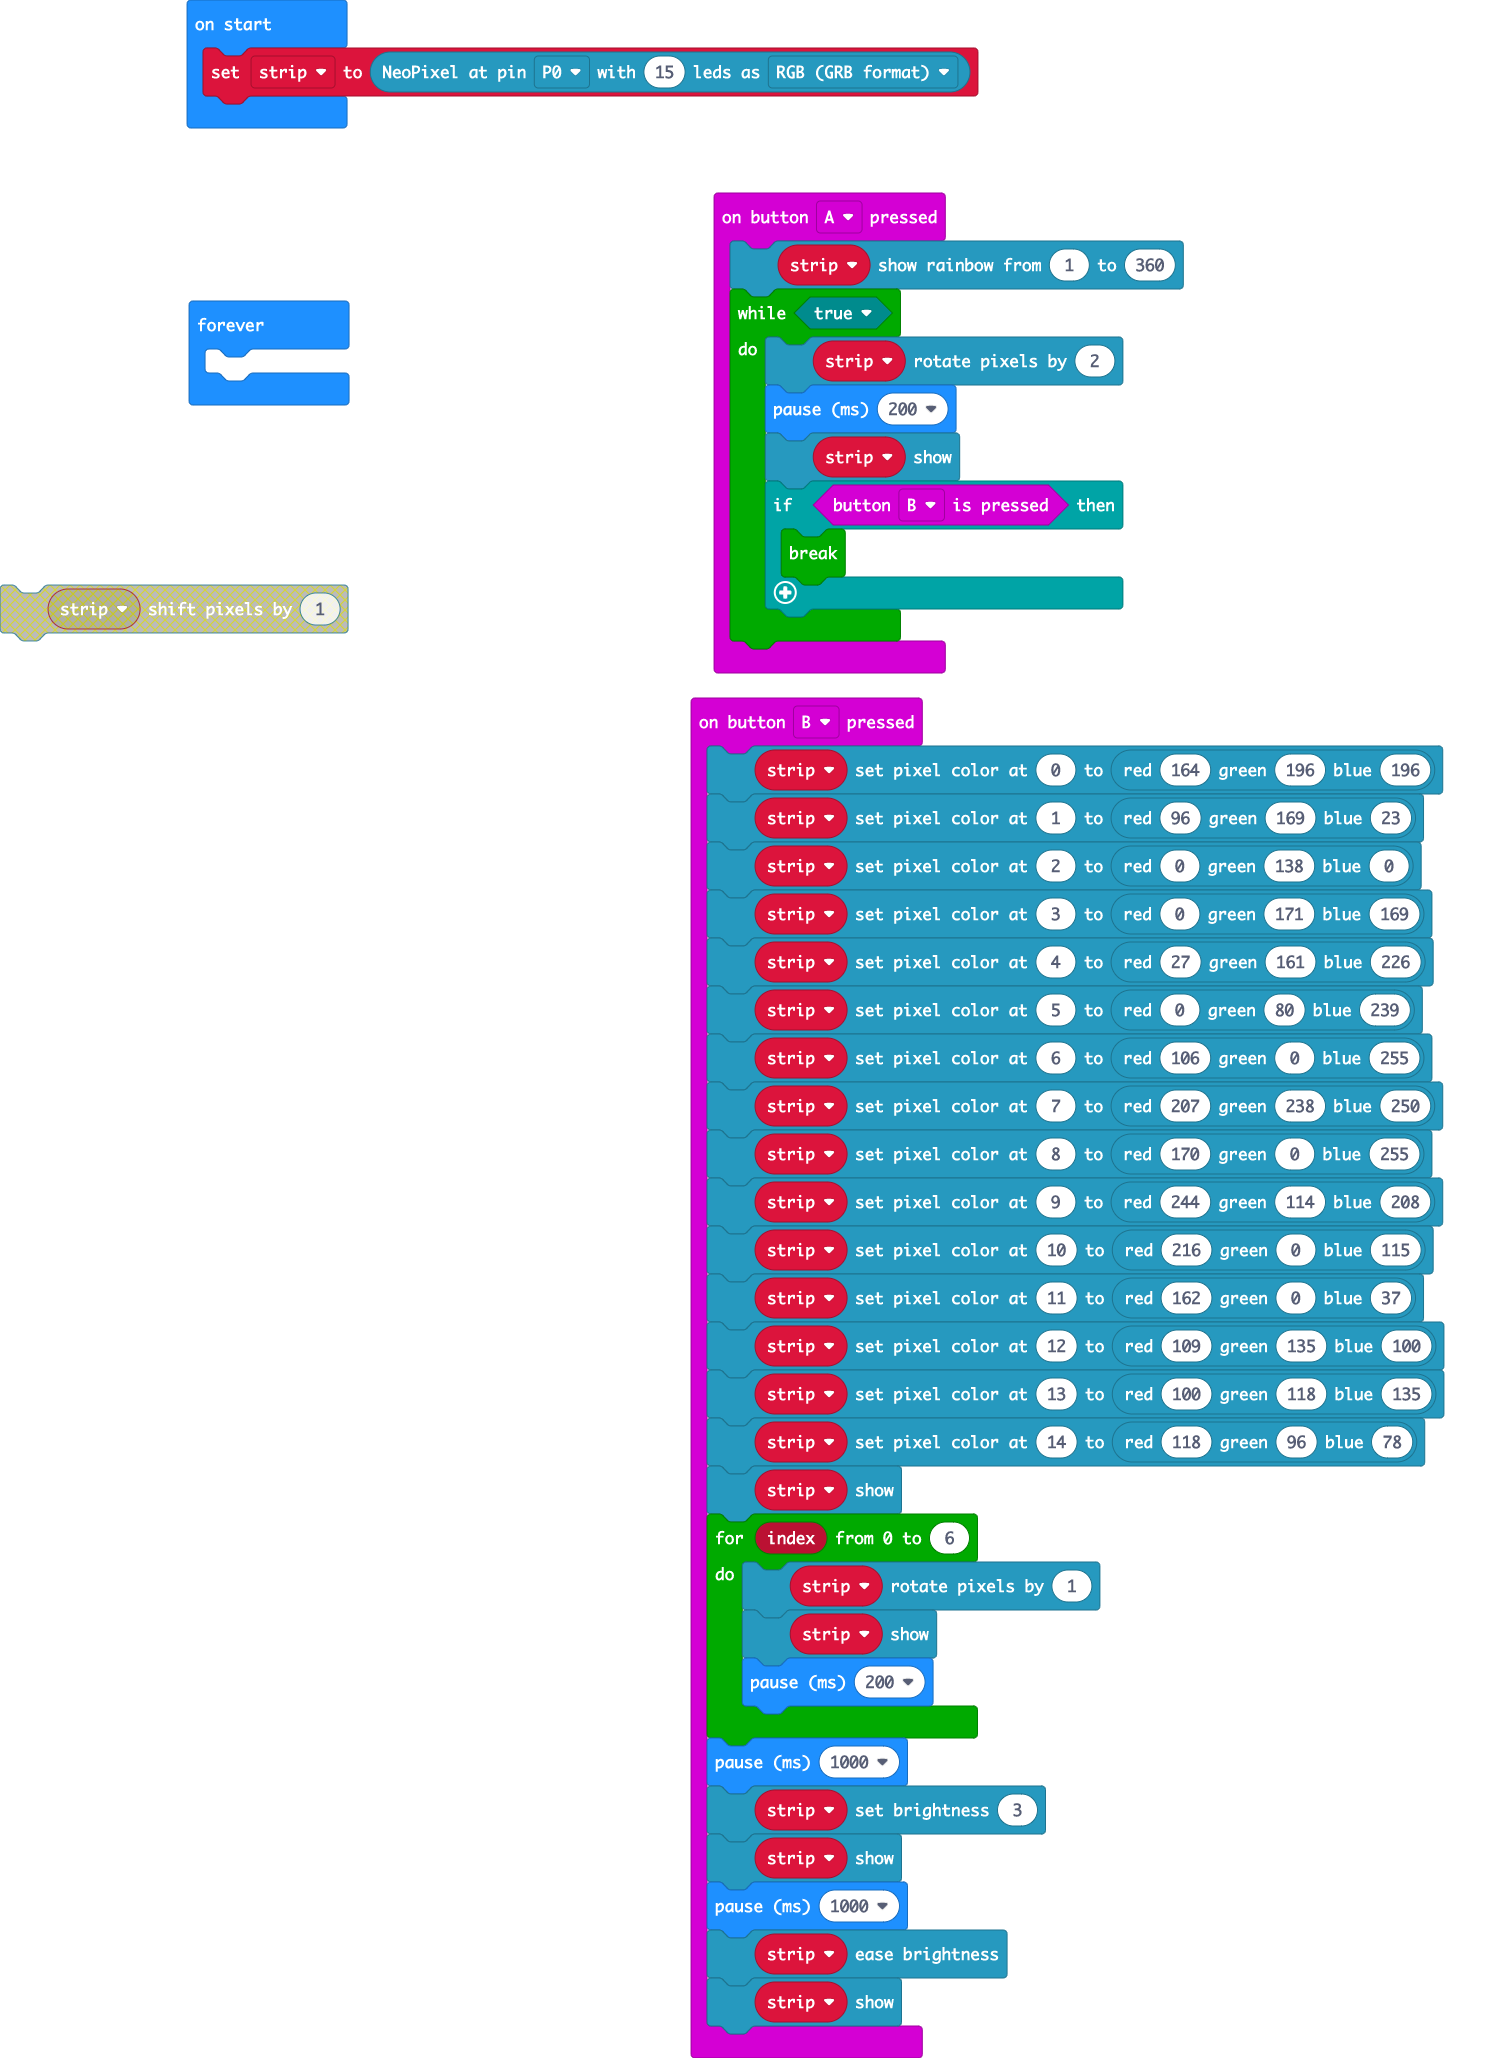 on start
set strip to NeoPixel at pin P0 with 15 leds as RGB (GRB format)
on button A pressed
strip show rainbow from 1 to 360
while true
do
strip rotate pixels by 2
pause (ms) 200
strip show
if button B is pressed then
break
forever
strip shift pixels by 1
on button B pressed
strip set pixel color at 0 to red 164 green 196 blue 196
strip set pixel color at 1 to red 96 green 169 blue 23
strip set pixel color at 2 to red 0 green 138 blue 0
strip set pixel color at 3 to red 0 green 171 blue 169
strip set pixel color at 4 to red 27 green 161 blue 226
strip set pixel color at 5 to red 0 green 80 blue 239
strip set pixel color at 6 to red 106 green 0 blue 255
strip set pixel color at 7 to red 207 green 238 blue 250
strip set pixel color at 8 to red 170 green 0 blue 255
strip set pixel color at 9 to red 244 green 114 blue 208
strip set pixel color at 10 to red 216 green 0 blue 115
strip set pixel color at 11 to red 162 green 0 blue 37
strip set pixel color at 12 to red 109 green 135 blue 100
strip set pixel color at 13 to red 100 green 118 blue 135
strip set pixel color at 14 to red 118 green 96 blue 78
strip show
for index from 0 to 6
do
strip rotate pixels by 1
strip show
pause (ms) 200
pause (ms) 1000
strip set brightness 3
strip show
pause (ms) 1000
strip ease brightness
strip show